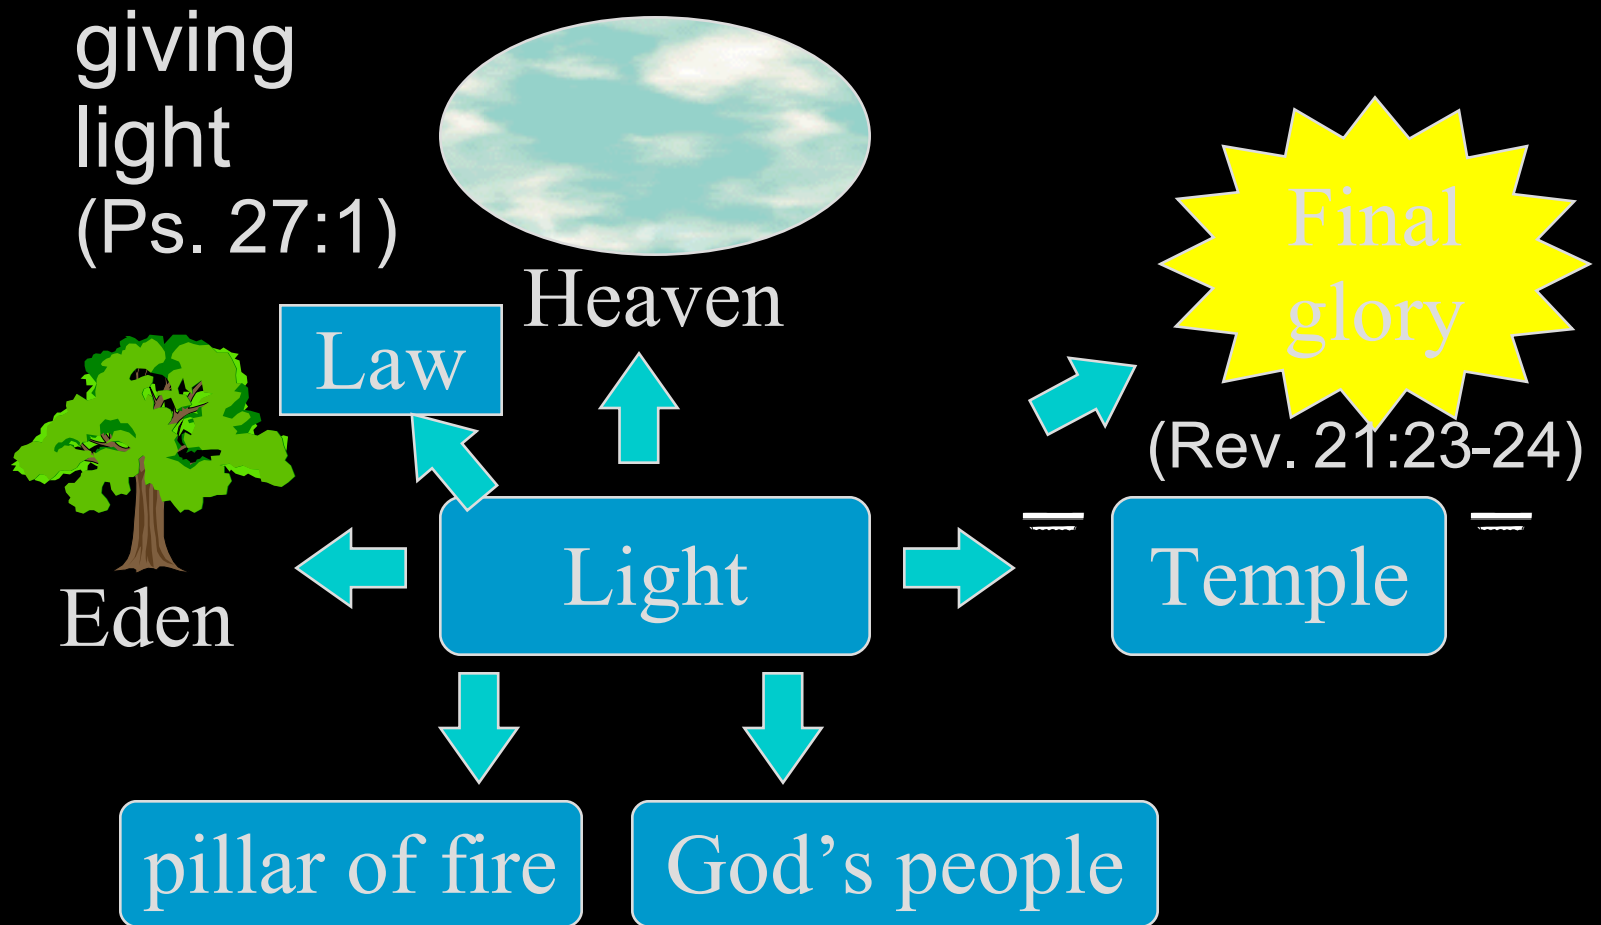 giving
light
(Ps. 27:1)
Heaven
Final
glory
(Rev. 21:23-24)
Law
Eden
Light
Temple
pillar of fire
God’s people